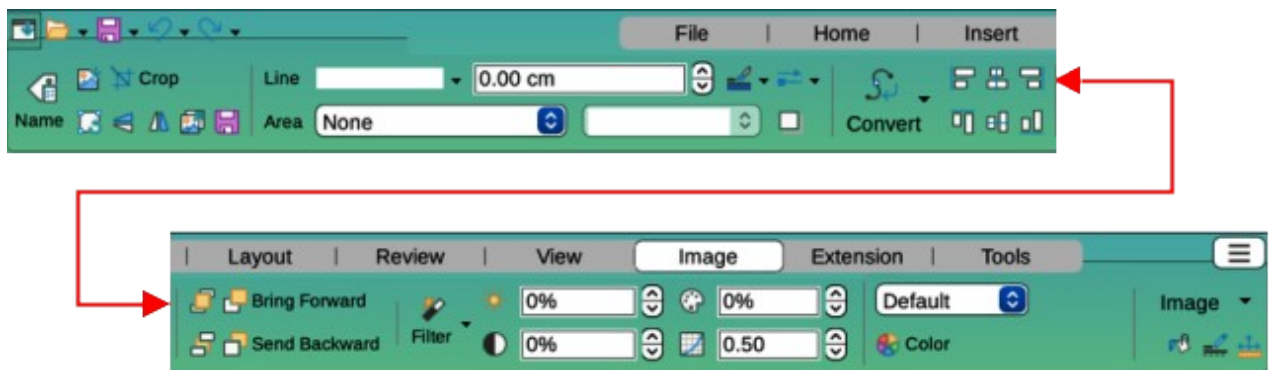 File | Home | Insert
Crop Line 0.00 cm
Name Area None Convert
| Layout | Review | View Image Extension | Tools
Bring Forward 0% 0% Default Image
Send Backward Filter 0% 0.50 Color